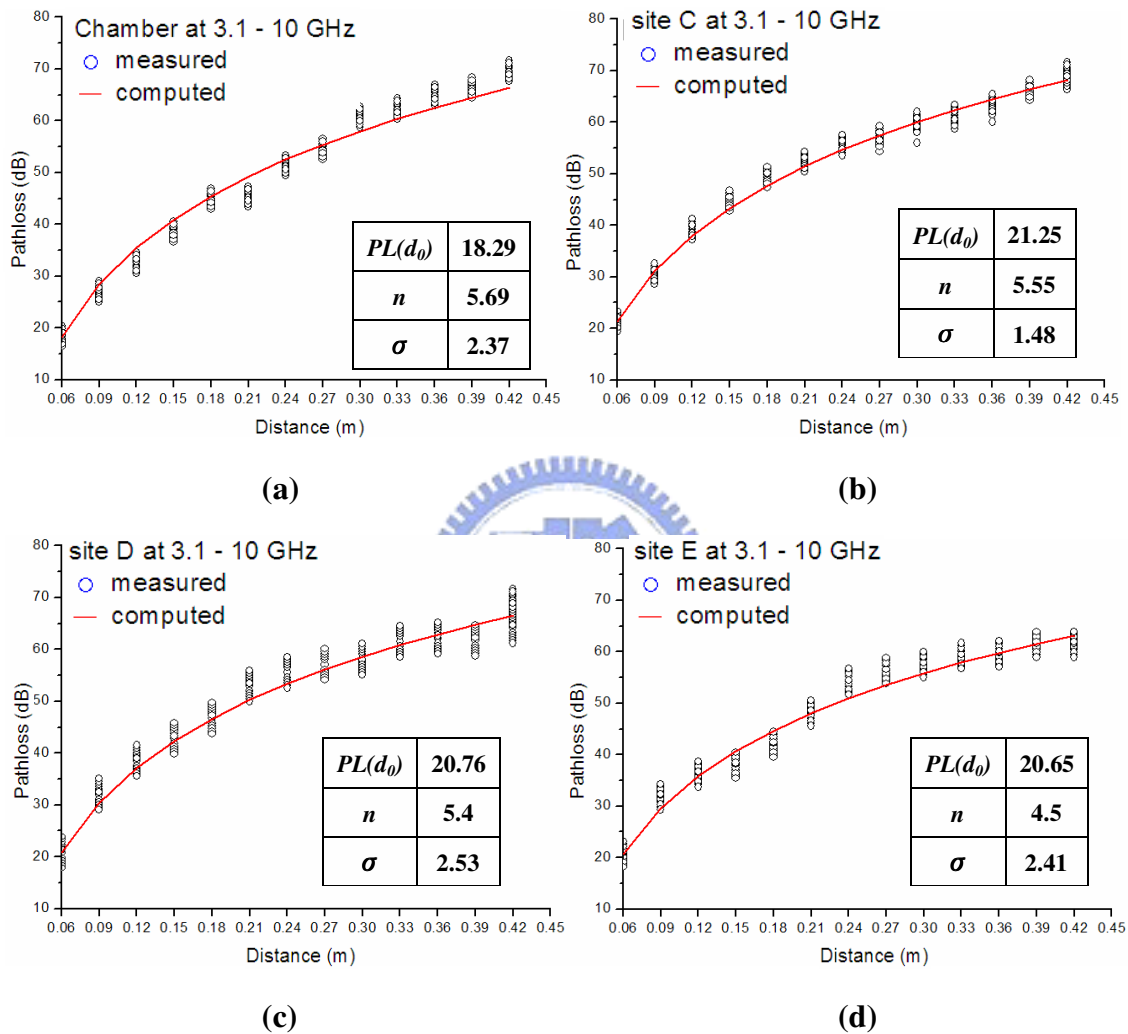 Chamber at 3.1 - 10 GHz
measured
computed
Pathloss (dB)
80
70
60
50
40
30
20
10
PL(d₀) 18.29
n 5.69
σ 2.37
0.06 0.09 0.12 0.15 0.18 0.21 0.24 0.27 0.30 0.33 0.36 0.39 0.42 0.45
Distance (m)
(a)
site C at 3.1 - 10 GHz
measured
computed
Pathloss (dB)
80
70
60
50
40
30
20
10
PL(d₀) 21.25
n 5.55
σ 1.48
0.06 0.09 0.12 0.15 0.18 0.21 0.24 0.27 0.30 0.33 0.36 0.39 0.42 0.45
Distance (m)
(b)
site D at 3.1 - 10 GHz
measured
computed
Pathloss (dB)
80
70
60
50
40
30
20
10
PL(d₀) 20.76
n 5.4
σ 2.53
0.06 0.09 0.12 0.15 0.18 0.21 0.24 0.27 0.30 0.33 0.36 0.39 0.42 0.45
Distance (m)
(c)
site E at 3.1 - 10 GHz
measured
computed
Pathloss (dB)
80
70
60
50
40
30
20
10
PL(d₀) 20.65
n 4.5
σ 2.41
0.06 0.09 0.12 0.15 0.18 0.21 0.24 0.27 0.30 0.33 0.36 0.39 0.42 0.45
Distance (m)
(d)